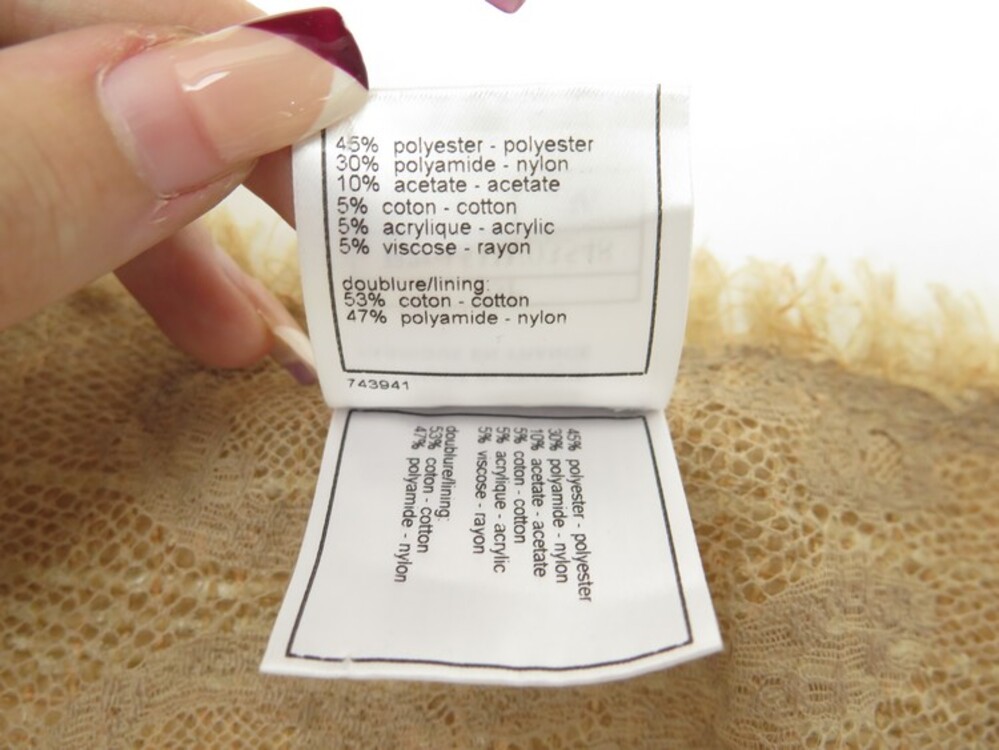 45% polyester - polyester
30% polyamide - nylon
10% acetate - acetate
5% coton - cotton
5% acrylique - acrylic
5% viscose - rayon
doublure/lining:
53% coton - cotton
47% polyamide - nylon
743941
45% polyester - polyester
30% polyamide - nylon
10% acetate - acetate
5% coton - cotton
5% acrylique - acrylic
5% viscose - rayon
doublure/lining:
53% coton - cotton
47% polyamide - nylon